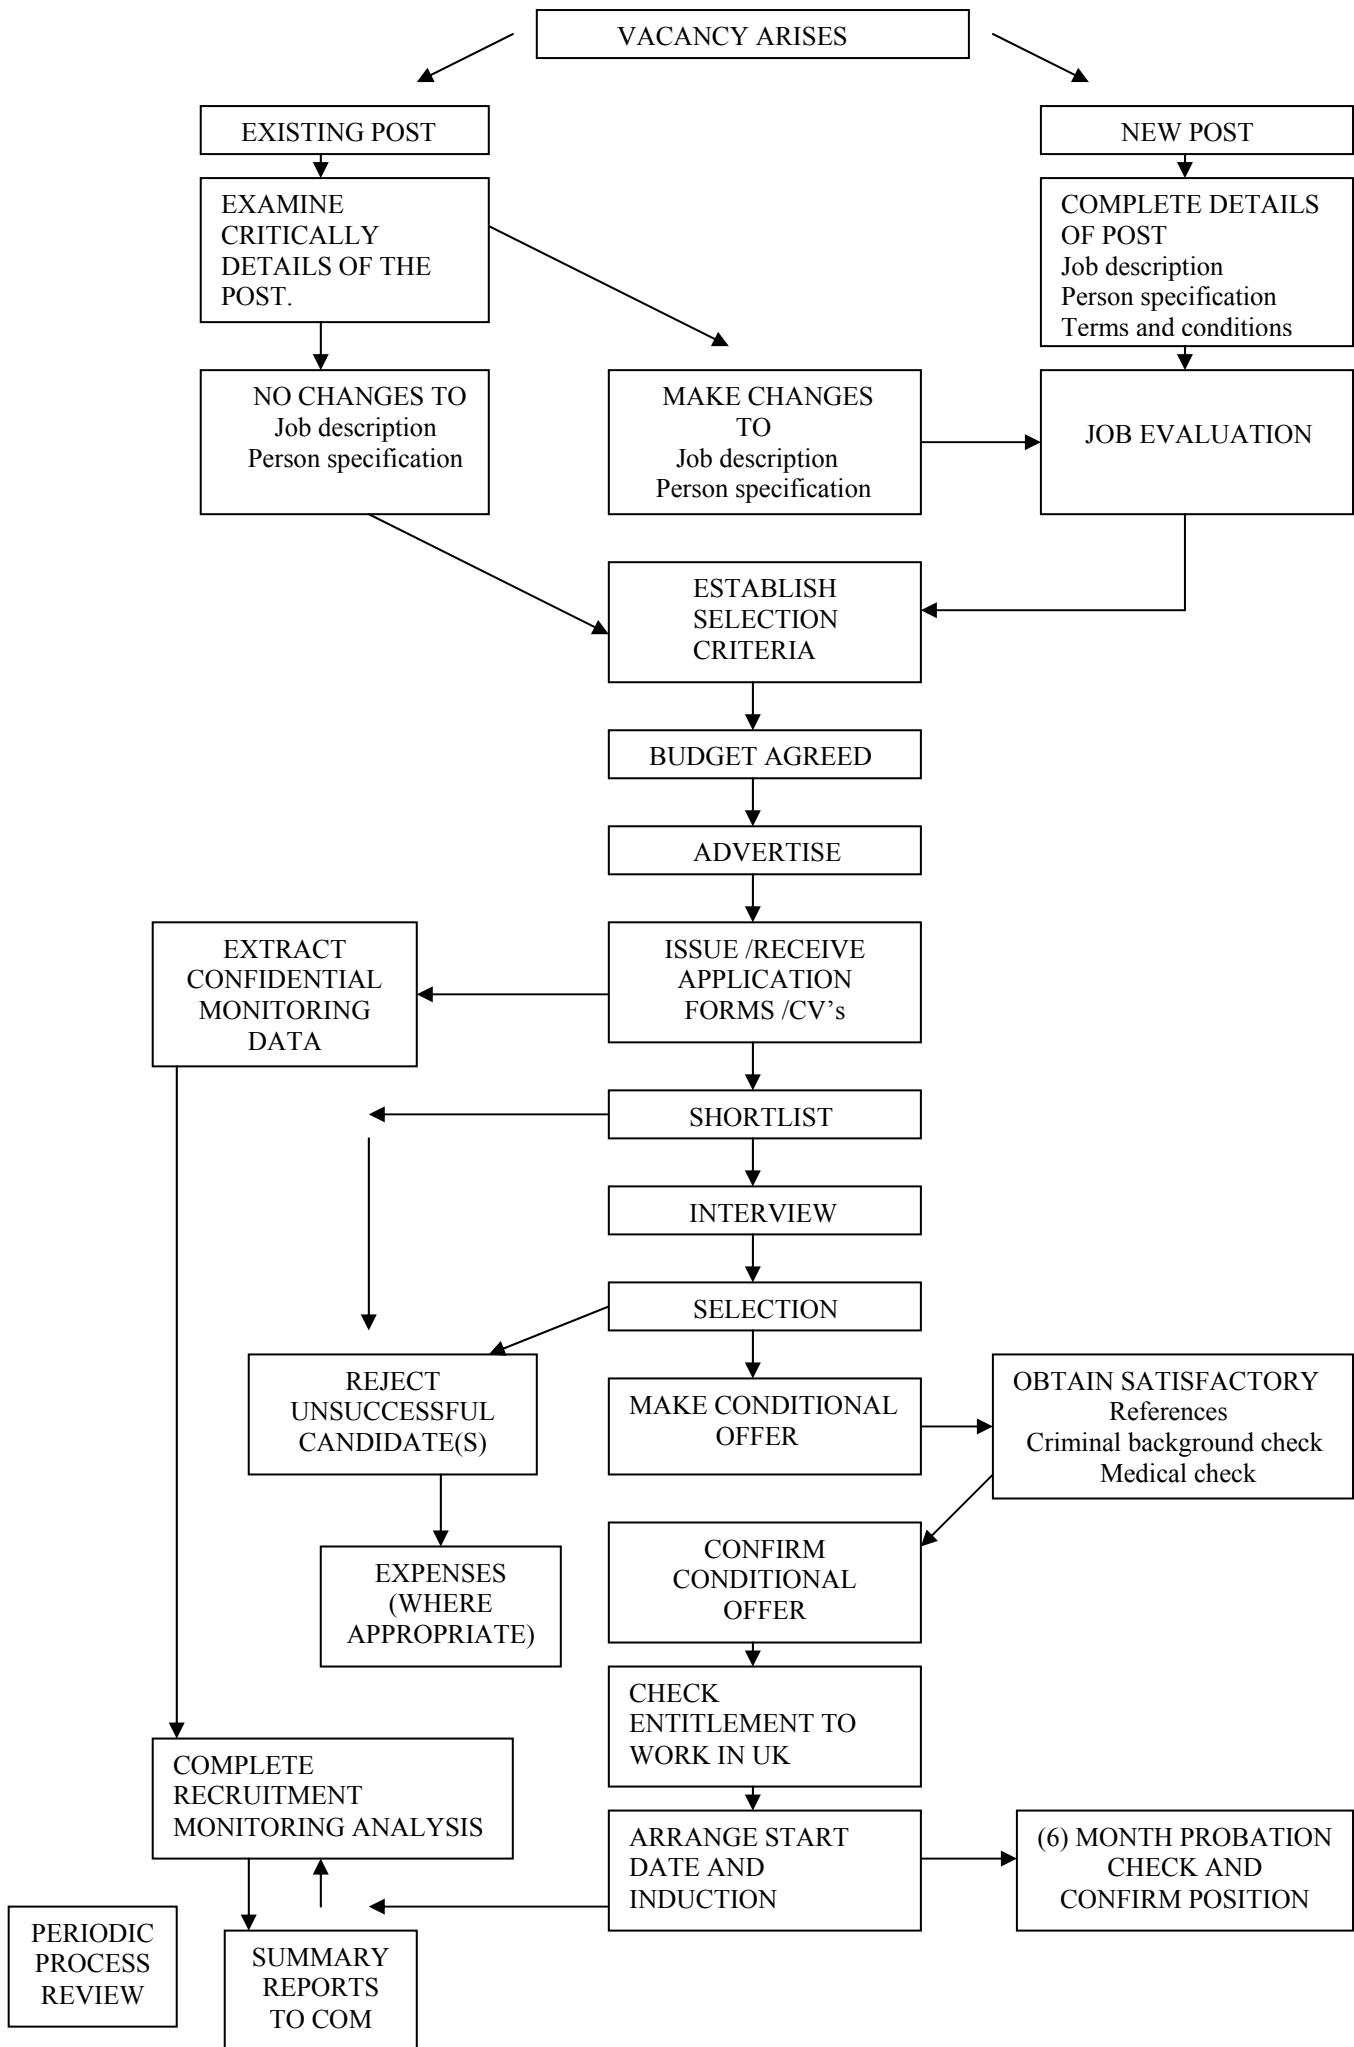 VACANCY ARISES
EXISTING POST
NEW POST
EXAMINE
CRITICALLY
DETAILS OF THE
POST.
COMPLETE DETAILS
OF POST
Job description
Person specification
Terms and conditions
NO CHANGES TO
Job description
Person specification
MAKE CHANGES
TO
Job description
Person specification
JOB EVALUATION
ESTABLISH
SELECTION
CRITERIA
BUDGET AGREED
ADVERTISE
EXTRACT
CONFIDENTIAL
MONITORING
DATA
ISSUE /RECEIVE
APPLICATION
FORMS /CV’s
SHORTLIST
INTERVIEW
SELECTION
REJECT
UNSUCCESSFUL
CANDIDATE(S)
MAKE CONDITIONAL
OFFER
OBTAIN SATISFACTORY
References
Criminal background check
Medical check
EXPENSES
(WHERE
APPROPRIATE)
CONFIRM
CONDITIONAL
OFFER
CHECK
ENTITLEMENT TO
WORK IN UK
COMPLETE
RECRUITMENT
MONITORING ANALYSIS
ARRANGE START
DATE AND
INDUCTION
(6) MONTH PROBATION
CHECK AND
CONFIRM POSITION
PERIODIC
PROCESS
REVIEW
SUMMARY
REPORTS
TO COM